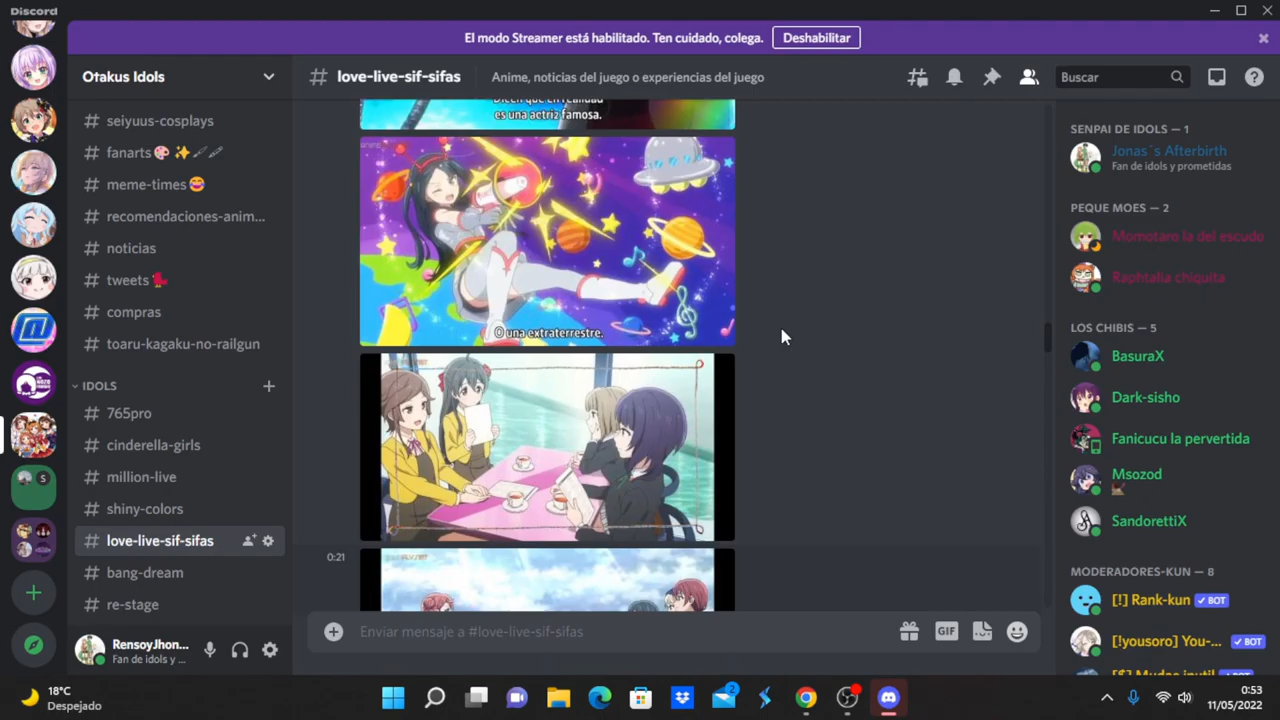 Discord
El modo Streamer está habilitado. Ten cuidado, colega.
Deshabilitar
Otakus Idols
love-live-sif-sifas
Anime, noticias del juego o experiencias del juego
Buscar
seiyuus-cosplays
fanarts
meme-times
recomendaciones-anim...
noticias
tweets
compras
toaru-kagaku-no-railgun
IDOLS
765pro
cinderella-girls
million-live
shiny-colors
love-live-sif-sifas
bang-dream
re-stage
RensoyJhon...
Fan de idols y ...
Dicen que en realidad
es una actriz famosa.
O una extraterrestre.
0:21
Enviar mensaje a #love-live-sif-sifas
GIF
SENPAI DE IDOLS — 1
Jonas´s Afterbirth
Fan de idols y prometidas
PEQUE MOES — 2
Momotaro la del escudo
Raphtalia chiquita
LOS CHIBIS — 5
BasuraX
Dark-sisho
Fanicucu la pervertida
Msozod
SandorettiX
MODERADORES-KUN — 8
[!] Rank-kun ✓ BOT
[!yousoro] You-... ✓ BOT
S
2
18°C
Despejado
0:53
11/05/2022